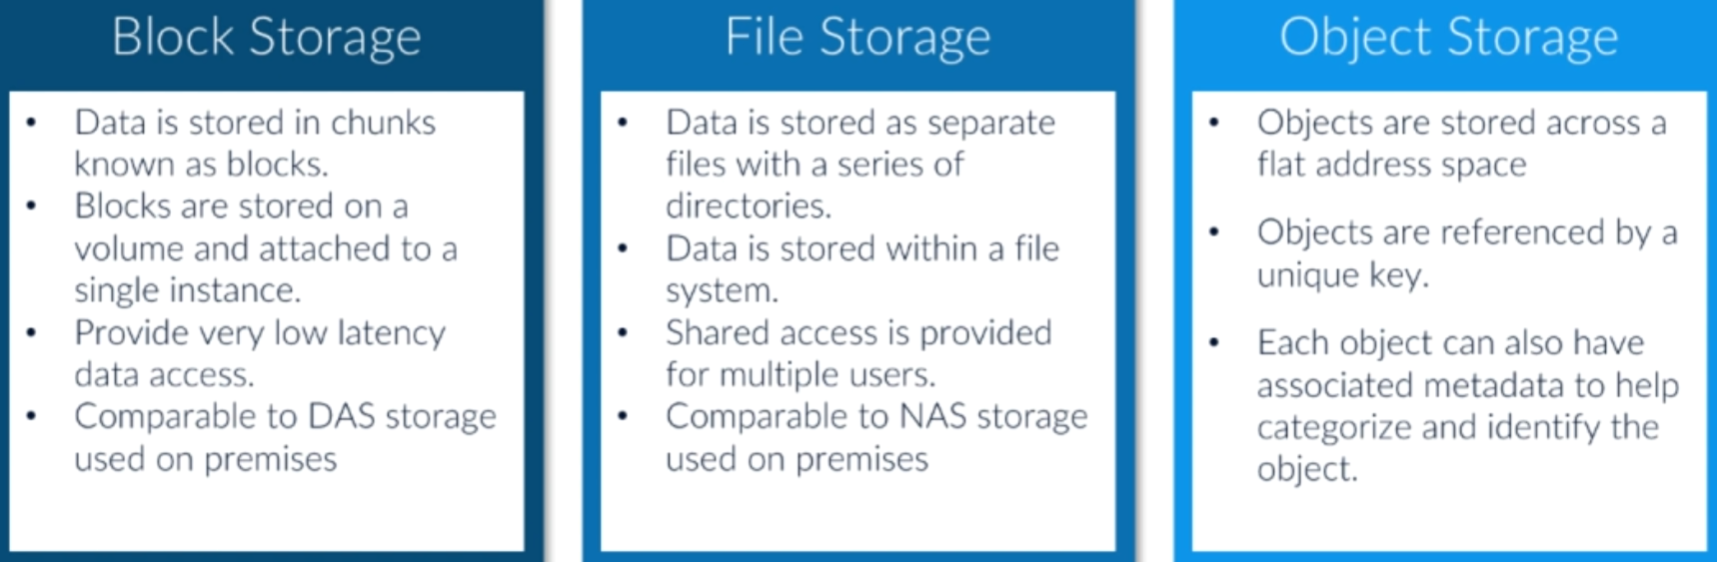 Block Storage
• Data is stored in chunks
known as blocks.
• Blocks are stored on a
volume and attached to a
single instance.
• Provide very low latency
data access.
• Comparable to DAS storage
used on premises
File Storage
• Data is stored as separate
files with a series of
directories.
• Data is stored within a file
system.
• Shared access is provided
for multiple users.
• Comparable to NAS storage
used on premises
Object Storage
• Objects are stored across a
flat address space
• Objects are referenced by a
unique key.
• Each object can also have
associated metadata to help
categorize and identify the
object.